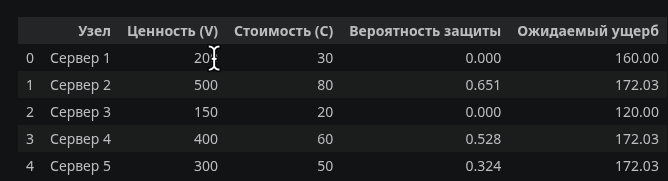 Узел Ценность (V) Стоимость (C) Вероятность защиты Ожидаемый ущерб
0 Сервер 1 30 0.000 160.00
1 Сервер 2 500 80 0.651 172.03
2 Сервер 3 150 20 0.000 120.00
3 Сервер 4 400 60 0.528 172.03
4 Сервер 5 300 50 0.324 172.03